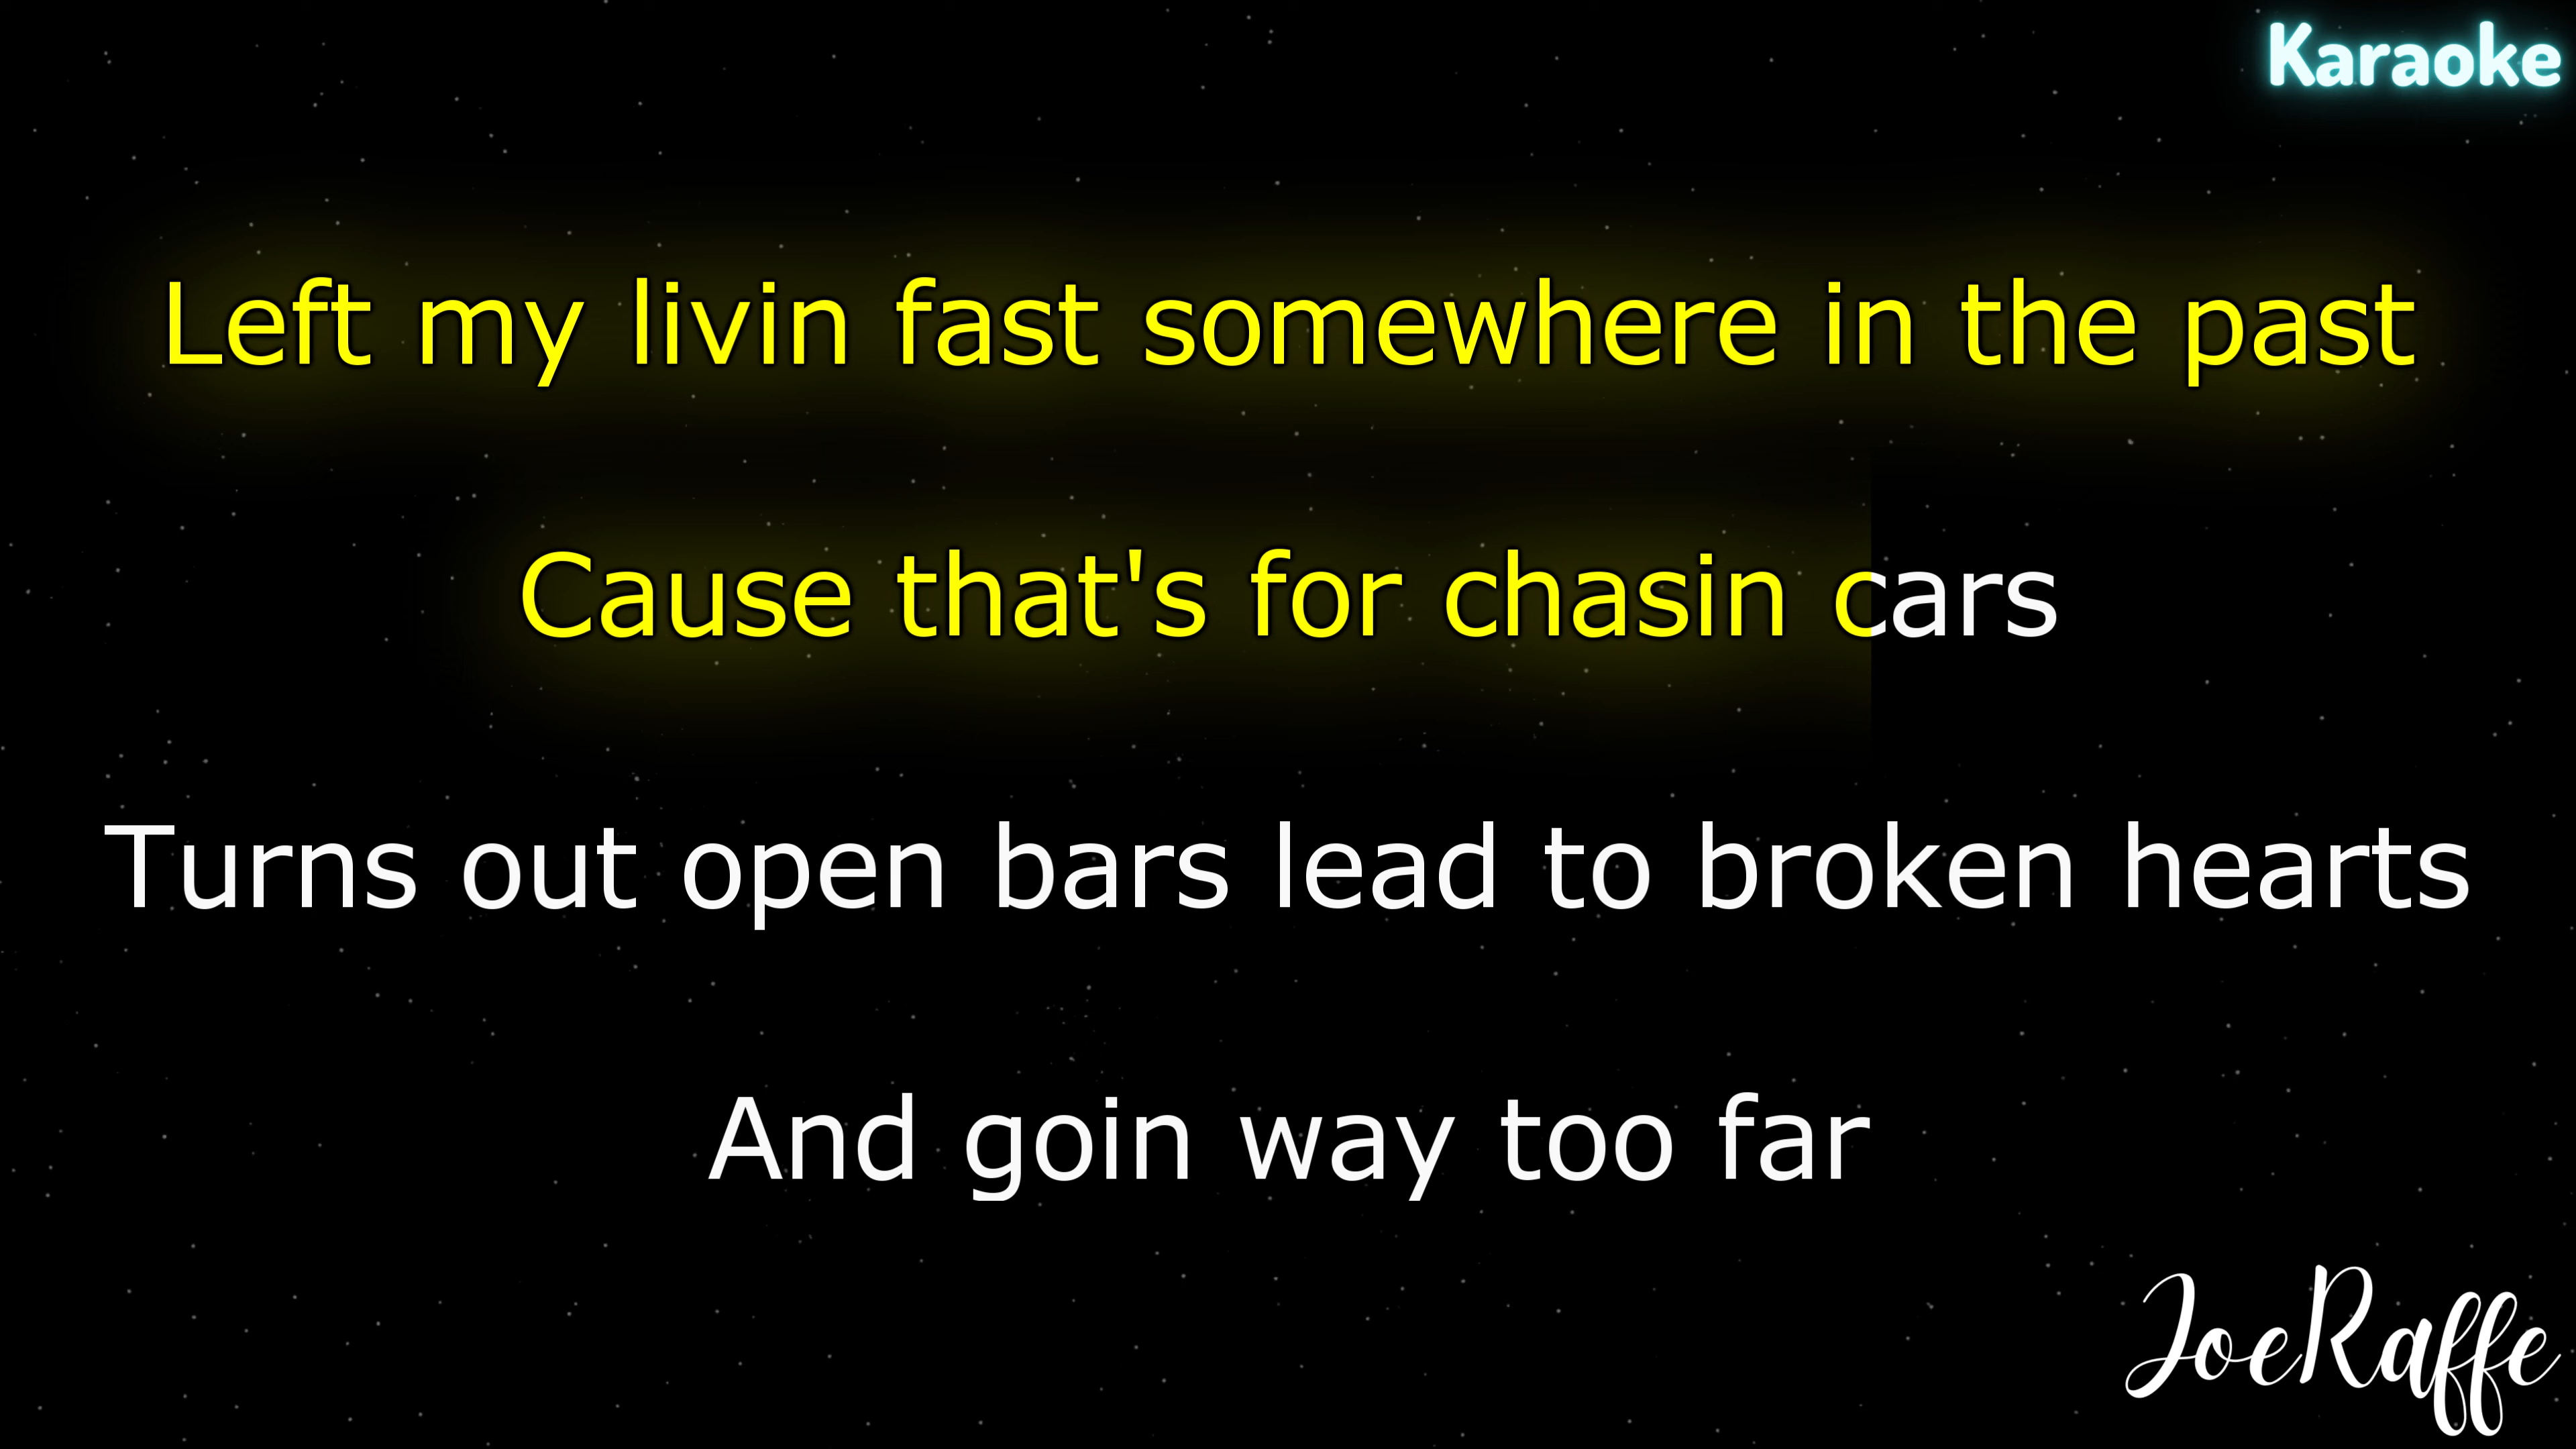 Karaoke
Left my livin fast somewhere in the past
Cause that's for chasin cars
Turns out open bars lead to broken hearts
And goin way too far
JoeRaffe